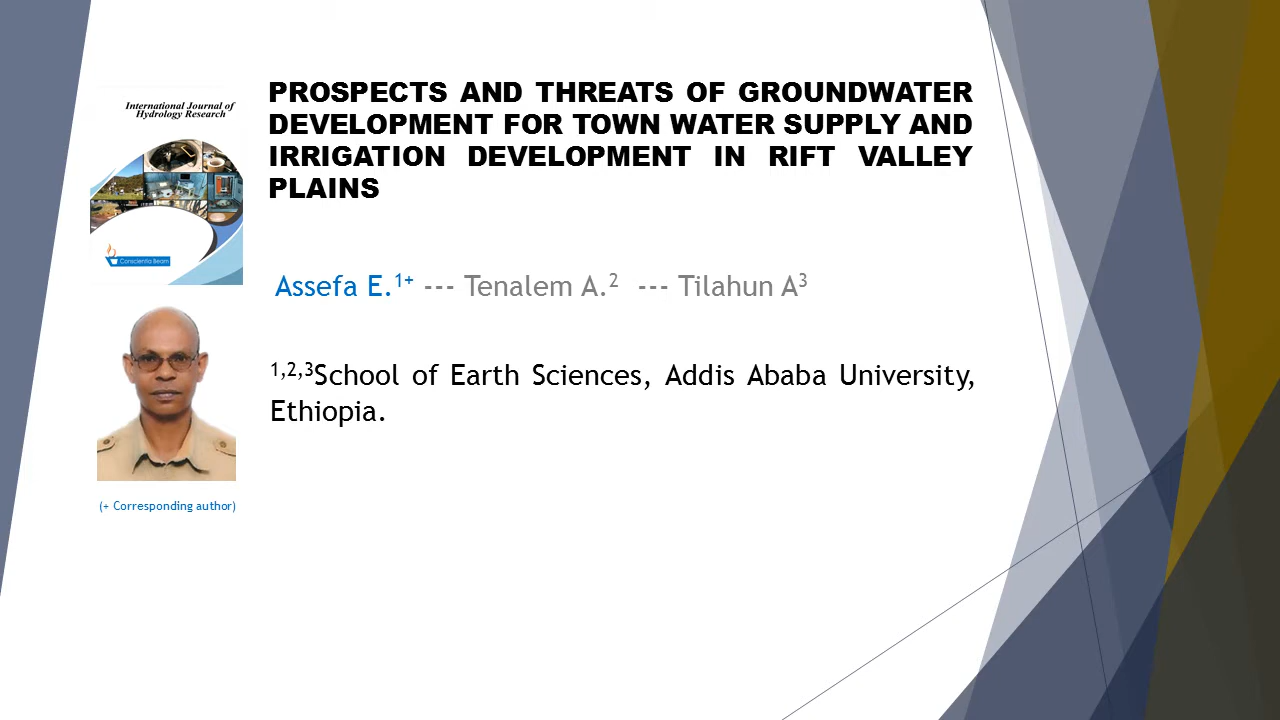 International Journal of
Hydrology Research
Conscientia Beam
PROSPECTS AND THREATS OF GROUNDWATER
DEVELOPMENT FOR TOWN WATER SUPPLY AND
IRRIGATION DEVELOPMENT IN RIFT VALLEY
PLAINS
Assefa E.¹⁺ --- Tenalem A.² --- Tilahun A³
¹,²,³School of Earth Sciences, Addis Ababa University,
Ethiopia.
(+ Corresponding author)